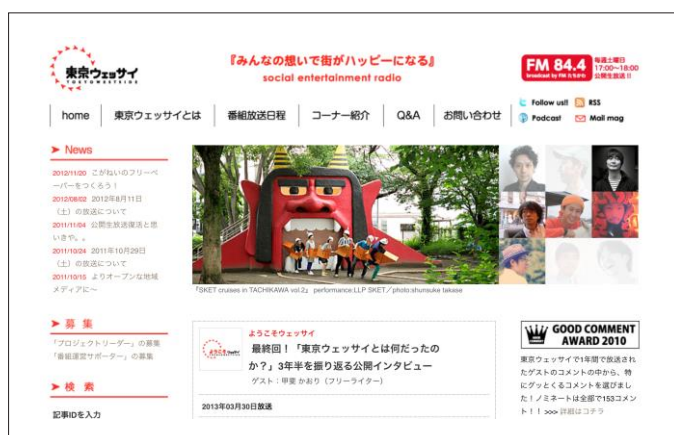 東京ウェッサイ
TOKYOWESTSIDE
『みんなの想いで街がハッピーになる』
social entertainment radio
FM 84.4
broadcast by FM たちかわ
毎週土曜日
17:00〜18:00
公開生放送!!
home
東京ウェッサイとは
番組放送日程
コーナー紹介
Q&A
お問い合わせ
Follow us!!
RSS
Podcast
Mail mag
News
2012/11/20 こがねいのフリーペ
ーパーをつくろう!
2012/08/02 2012年8月11日
(土)の放送について
2011/11/04 公開生放送復活と思
いきや。。
2011/10/24 2011年10月29日
(土)の放送について
2011/10/15 よりオープンな地域
メディアに〜
募 集
「プロジェクトリーダー」の募集
「番組運営サポーター」の募集
検 索
記事IDを入力
『SKET cruises in TACHIKAWA vol.2』 performance:LLP SKET/photo:shunsuke takase
ようこそウェッサイ
最終回!「東京ウェッサイとは何だったの
か?」3年半を振り返る公開インタビュー
ゲスト:甲斐 かおり(フリーライター)
2013年03月30日放送
GOOD COMMENT
AWARD 2010
東京ウェッサイで1年間で放送され
たゲストのコメントの中から、特
にグッとくるコメントを選びまし
た!ノミネートは全部で153コメン
ト!! >>> 詳細はコチラ